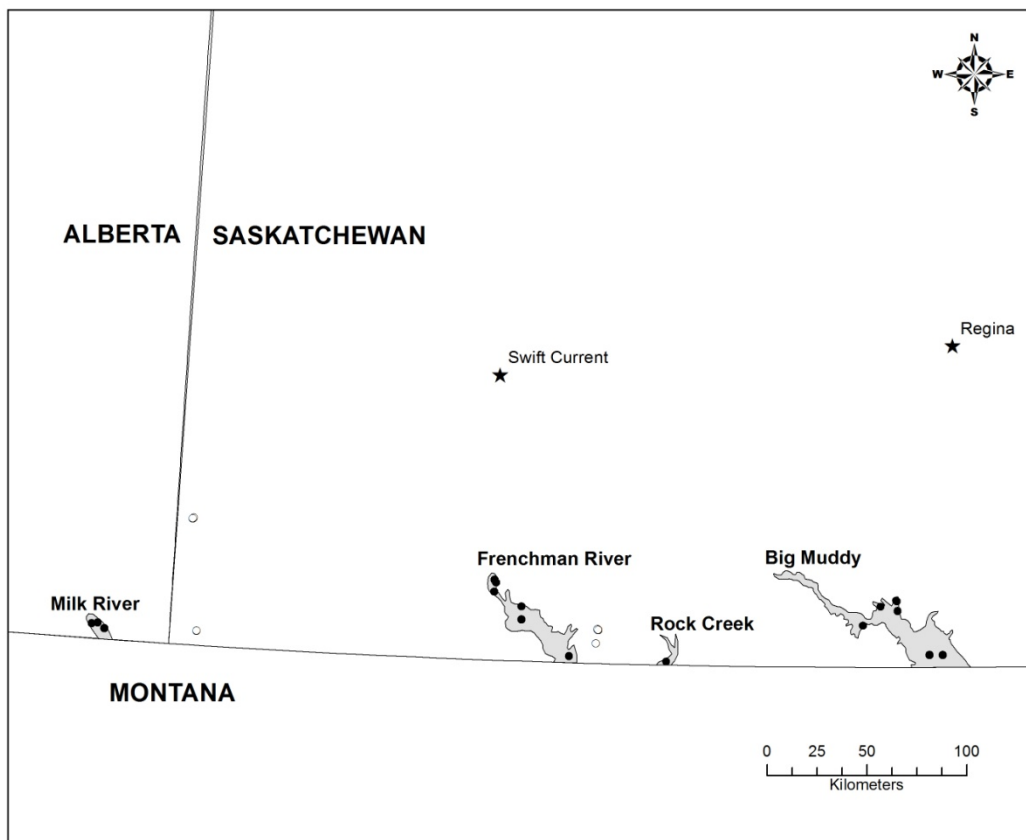 N
W E
S
ALBERTA SASKATCHEWAN
Regina
Swift Current
Frenchman River
Big Muddy
Milk River
Rock Creek
MONTANA
0 25 50 100
Kilometers